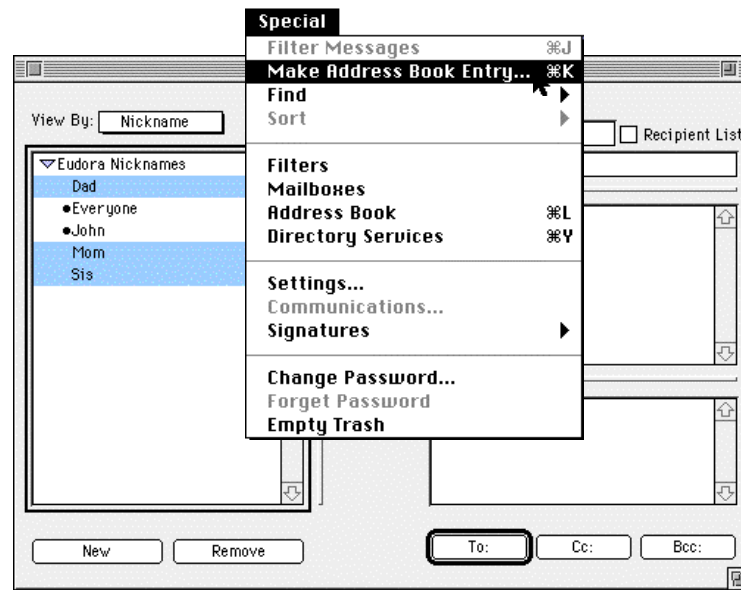 Special
Filter Messages ⌘J
Make Address Book Entry... ⌘K
Find
Sort
Filters
Mailboxes
Address Book ⌘L
Directory Services ⌘Y
Settings...
Communications...
Signatures
Change Password...
Forget Password
Empty Trash
View By: Nickname
Recipient List
Eudora Nicknames
Dad
•Everyone
•John
Mom
Sis
New Remove To: Cc: Bcc: